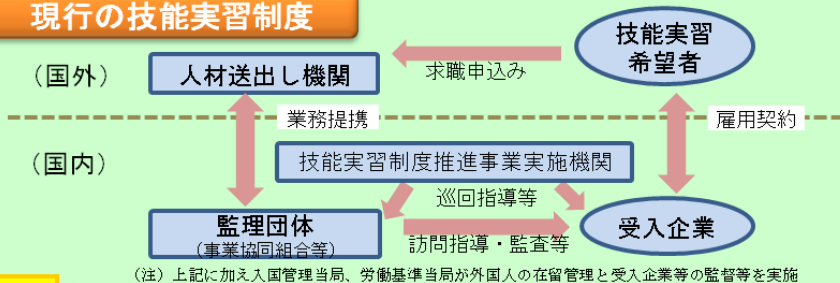 現行の技能実習制度
技能実習
希望者
(国外)
人材送出し機関
求職申込み
業務提携
雇用契約
(国内)
技能実習制度推進事業実施機関
巡回指導等
監理団体
(事業協同組合等)
訪問指導・監査等
受入企業
(注)上記に加え入国管理当局、労働基準当局が外国人の在留管理と受入企業等の監督等を実施